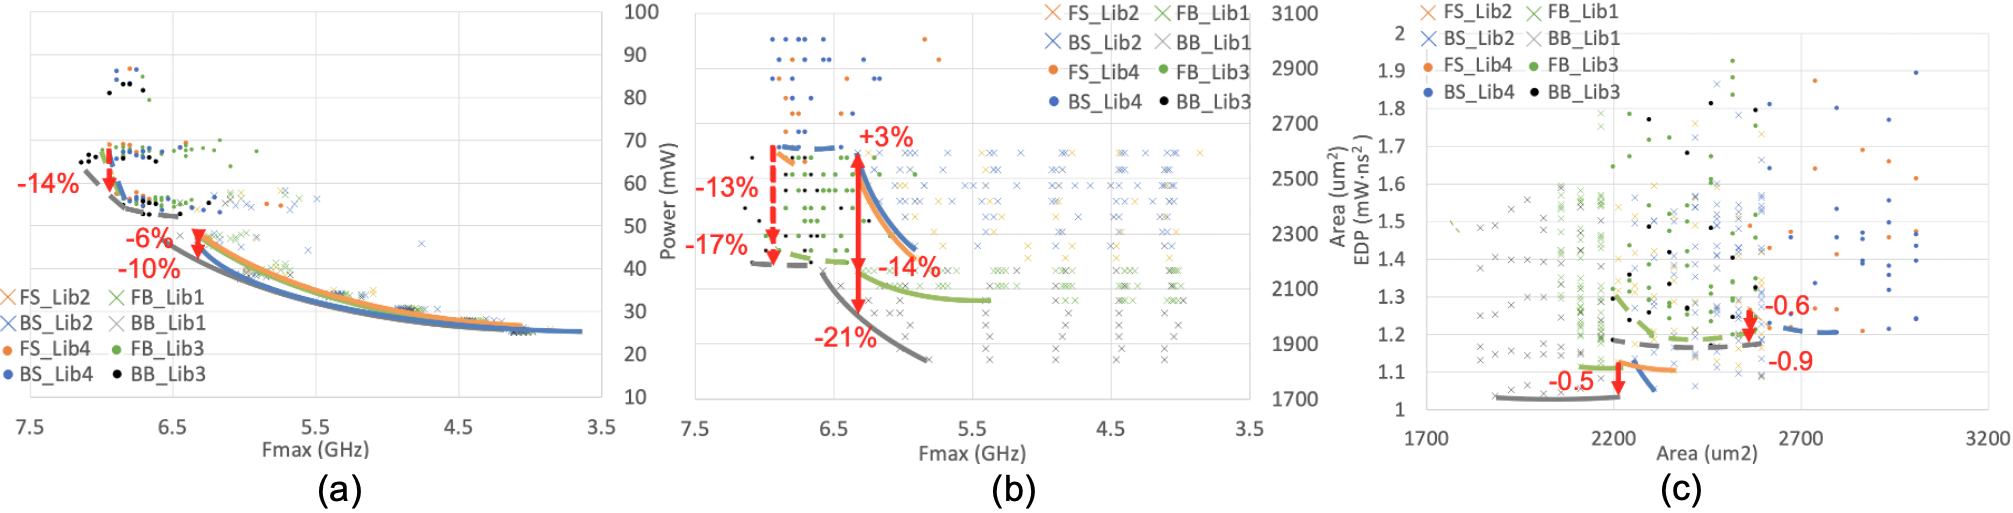 100
90
80
70
60
50
40
30
20
10
Power (mW)
7.5
6.5
5.5
4.5
3.5
Fmax (GHz)
-14%
-6%
-10%
FS_Lib2
FB_Lib1
BS_Lib2
BB_Lib1
FS_Lib4
FB_Lib3
BS_Lib4
BB_Lib3
(a)
FS_Lib2
FB_Lib1
BS_Lib2
BB_Lib1
FS_Lib4
FB_Lib3
BS_Lib4
BB_Lib3
+3%
-13%
-17%
-14%
-21%
3100
2900
2700
2500
2300
2100
1900
1700
Area (um²)
7.5
6.5
5.5
4.5
3.5
Fmax (GHz)
(b)
FS_Lib2
FB_Lib1
BS_Lib2
BB_Lib1
FS_Lib4
FB_Lib3
BS_Lib4
BB_Lib3
2
1.9
1.8
1.7
1.6
1.5
1.4
1.3
1.2
1.1
1
EDP (mW·ns²)
-0.6
-0.9
-0.5
1700
2200
2700
3200
Area (um2)
(c)